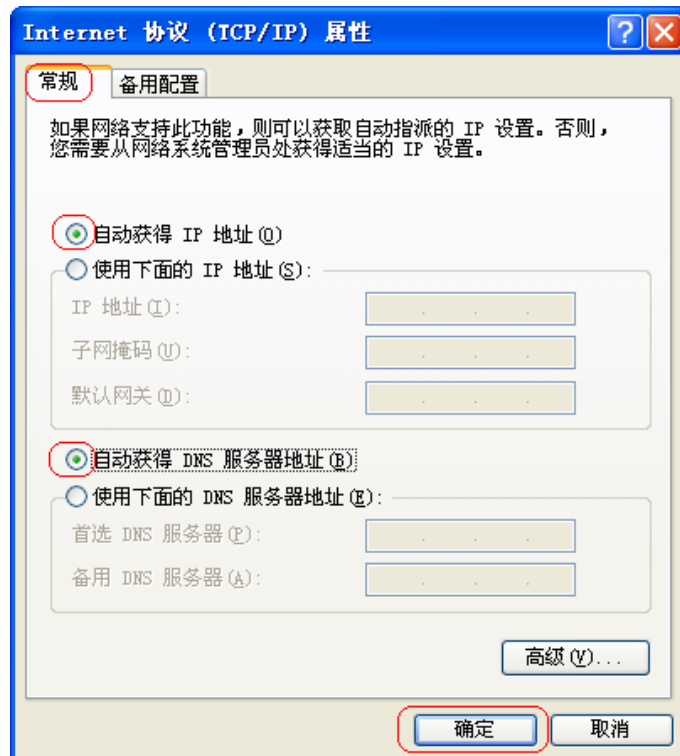 Internet 协议 (TCP/IP) 属性
常规 备用配置
如果网络支持此功能，则可以获取自动指派的 IP 设置。否则，
您需要从网络系统管理员处获得适当的 IP 设置。
自动获得 IP 地址(O)
使用下面的 IP 地址(S):
IP 地址(I):
子网掩码(U):
默认网关(D):
自动获得 DNS 服务器地址(B)
使用下面的 DNS 服务器地址(E):
首选 DNS 服务器(P):
备用 DNS 服务器(A):
高级(V)...
确定 取消